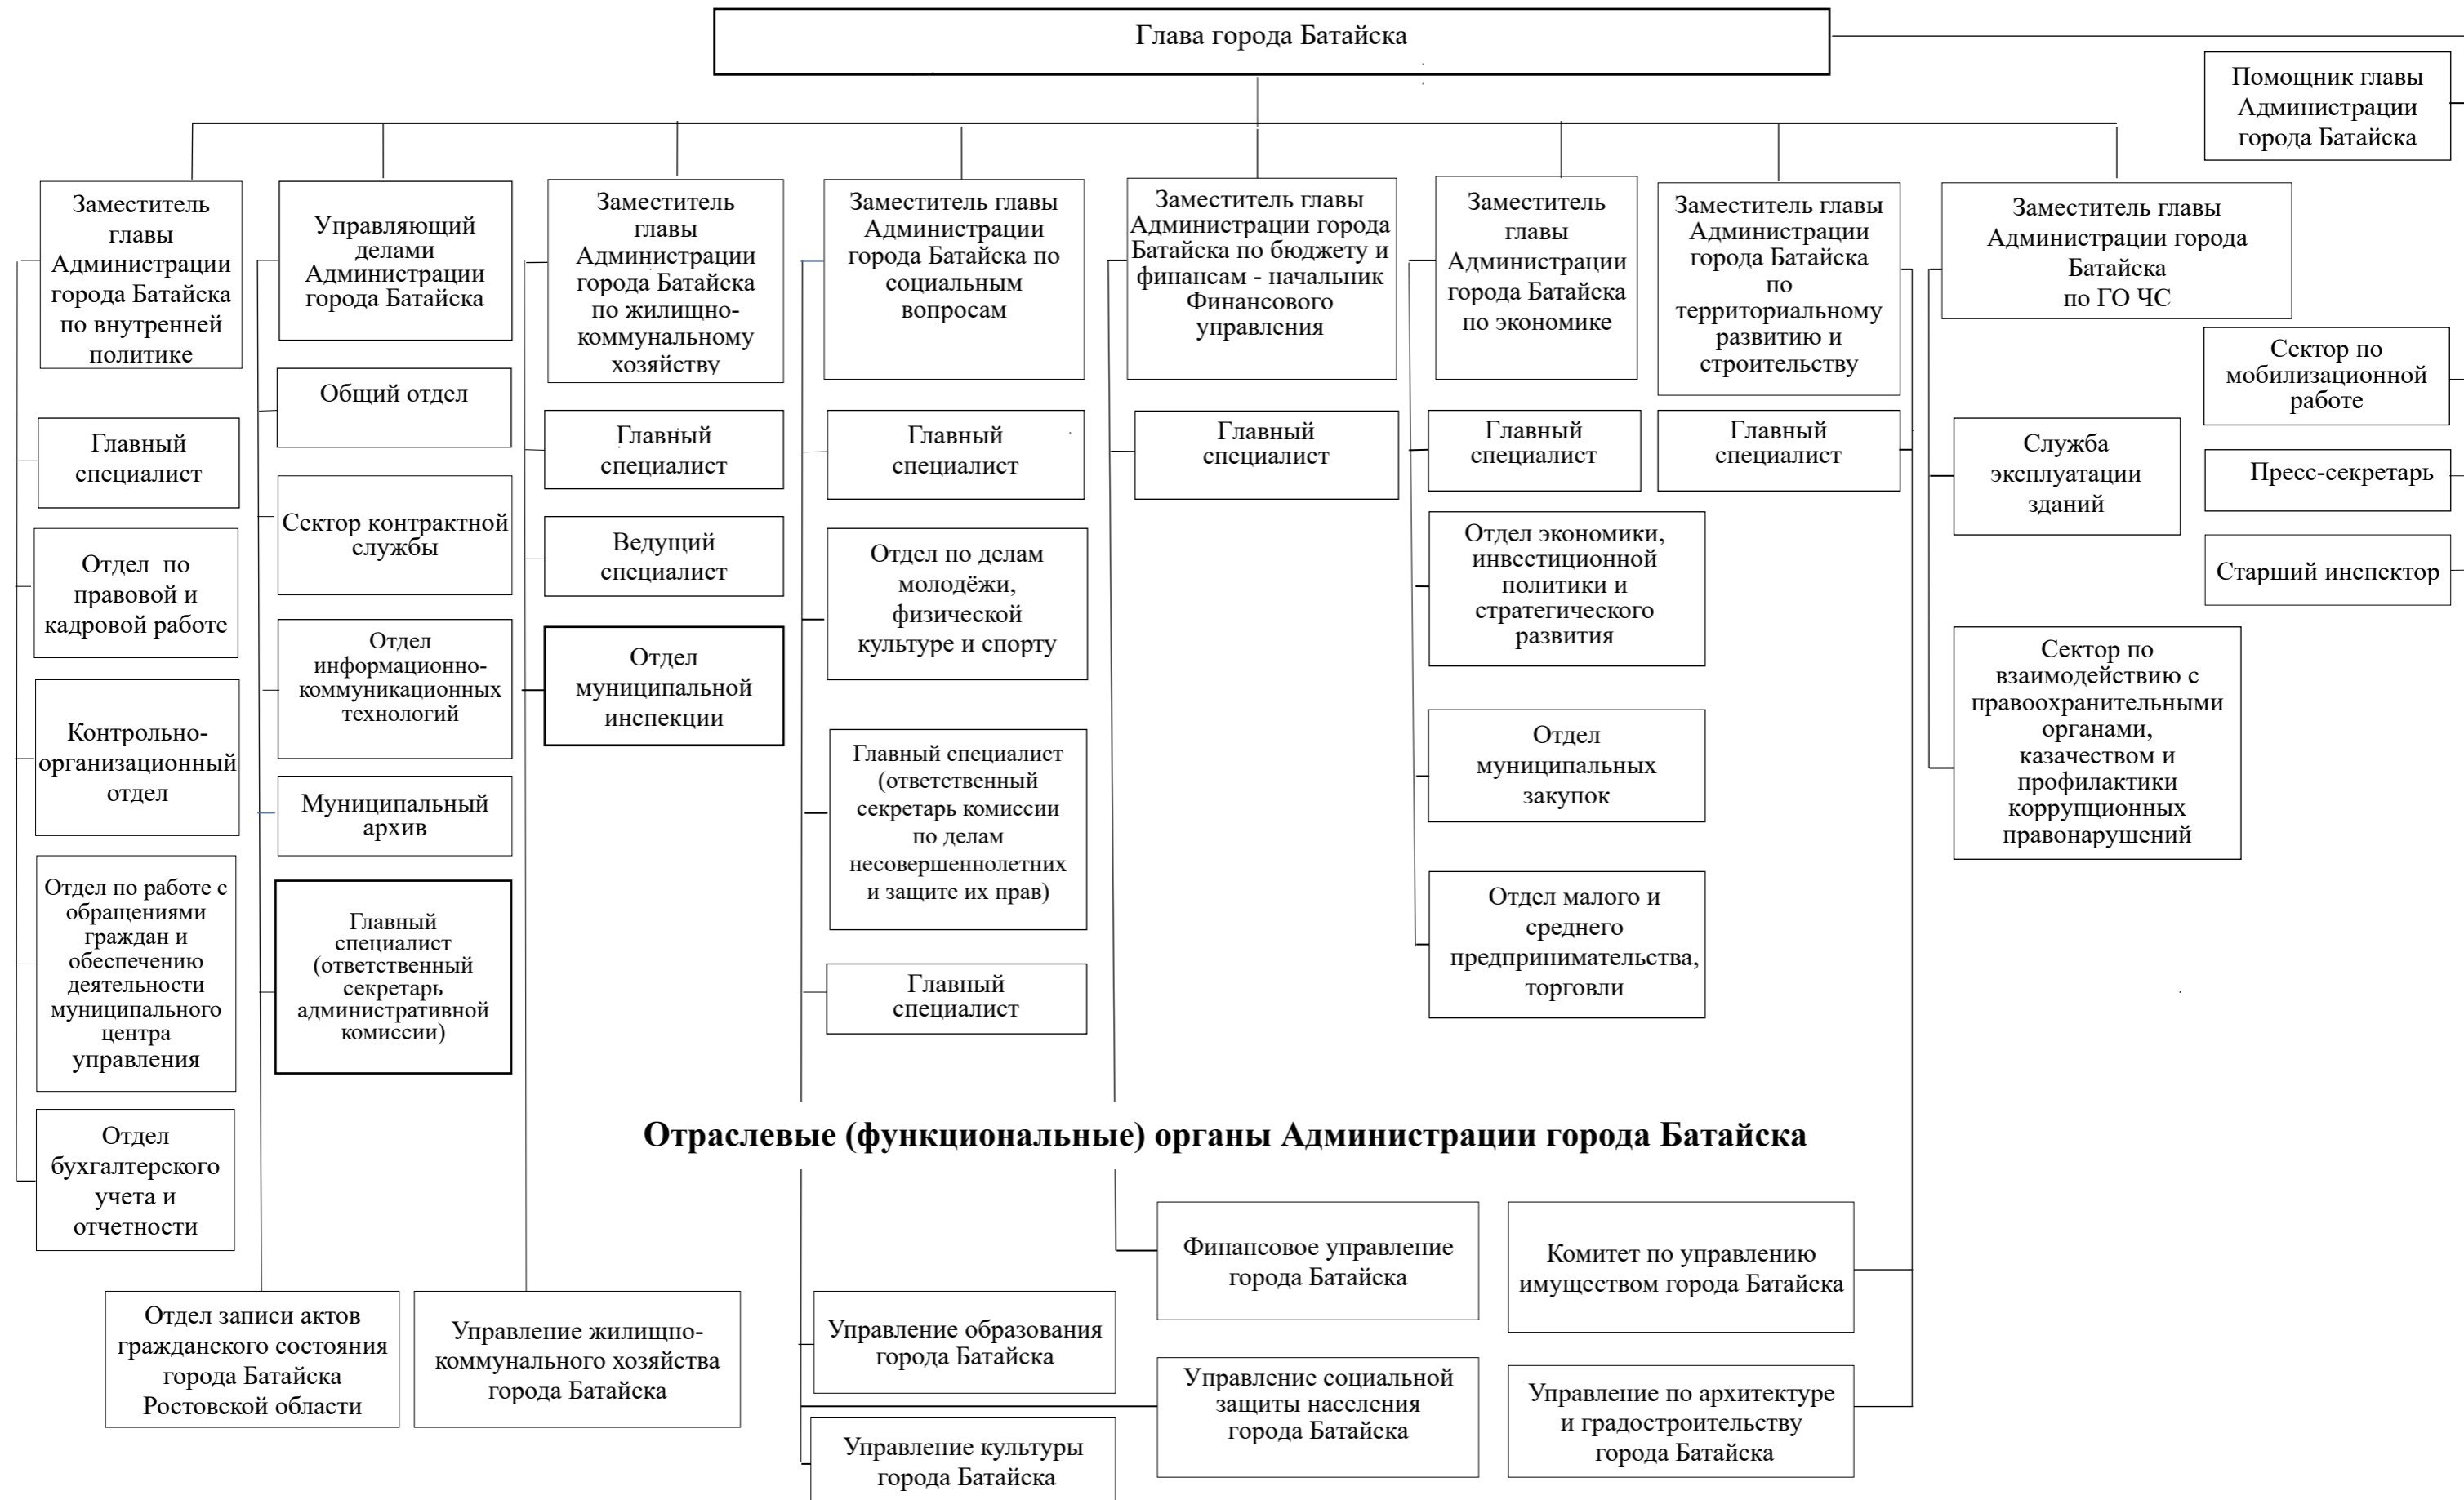 Глава города Батайска
Помощник главы
Администрации
города Батайска
Заместитель
главы
Администрации
города Батайска
по внутренней
политике
Управляющий
делами
Администрации
города Батайска
Заместитель
главы
Администрации
города Батайска
по жилищно-
коммунальному
хозяйству
Заместитель главы
Администрации
города Батайска по
социальным
вопросам
Заместитель главы
Администрации города
Батайска по бюджету и
финансам - начальник
Финансового
управления
Заместитель
главы
Администрации
города Батайска
по экономике
Заместитель главы
Администрации
города Батайска
по
территориальному
развитию и
строительству
Заместитель главы
Администрации города
Батайска
по ГО ЧС
Сектор по
мобилизационной
работе
Пресс-секретарь
Старший инспектор
Главный
специалист
Отдел по
правовой и
кадровой работе
Контрольно-
организационный
отдел
Отдел по работе с
обращениями
граждан и
обеспечению
деятельности
муниципального
центра
управления
Отдел
бухгалтерского
учета и
отчетности
Общий отдел
Сектор контрактной
службы
Отдел
информационно-
коммуникационных
технологий
Муниципальный
архив
Главный
специалист
(ответственный
секретарь
административной
комиссии)
Главный
специалист
Ведущий
специалист
Отдел
муниципальной
инспекции
Главный
специалист
Отдел по делам
молодёжи,
физической
культуре и спорту
Главный специалист
(ответственный
секретарь комиссии
по делам
несовершеннолетних
и защите их прав)
Главный
специалист
Главный
специалист
Главный
специалист
Отдел экономики,
инвестиционной
политики и
стратегического
развития
Отдел
муниципальных
закупок
Отдел малого и
среднего
предпринимательства,
торговли
Главный
специалист
Служба
эксплуатации
зданий
Сектор по
взаимодействию с
правоохранительными
органами,
казачеством и
профилактики
коррупционных
правонарушений
Отраслевые (функциональные) органы Администрации города Батайска
Отдел записи актов
гражданского состояния
города Батайска
Ростовской области
Управление жилищно-
коммунального хозяйства
города Батайска
Управление образования
города Батайска
Управление культуры
города Батайска
Финансовое управление
города Батайска
Управление социальной
защиты населения
города Батайска
Комитет по управлению
имуществом города Батайска
Управление по архитектуре
и градостроительству
города Батайска